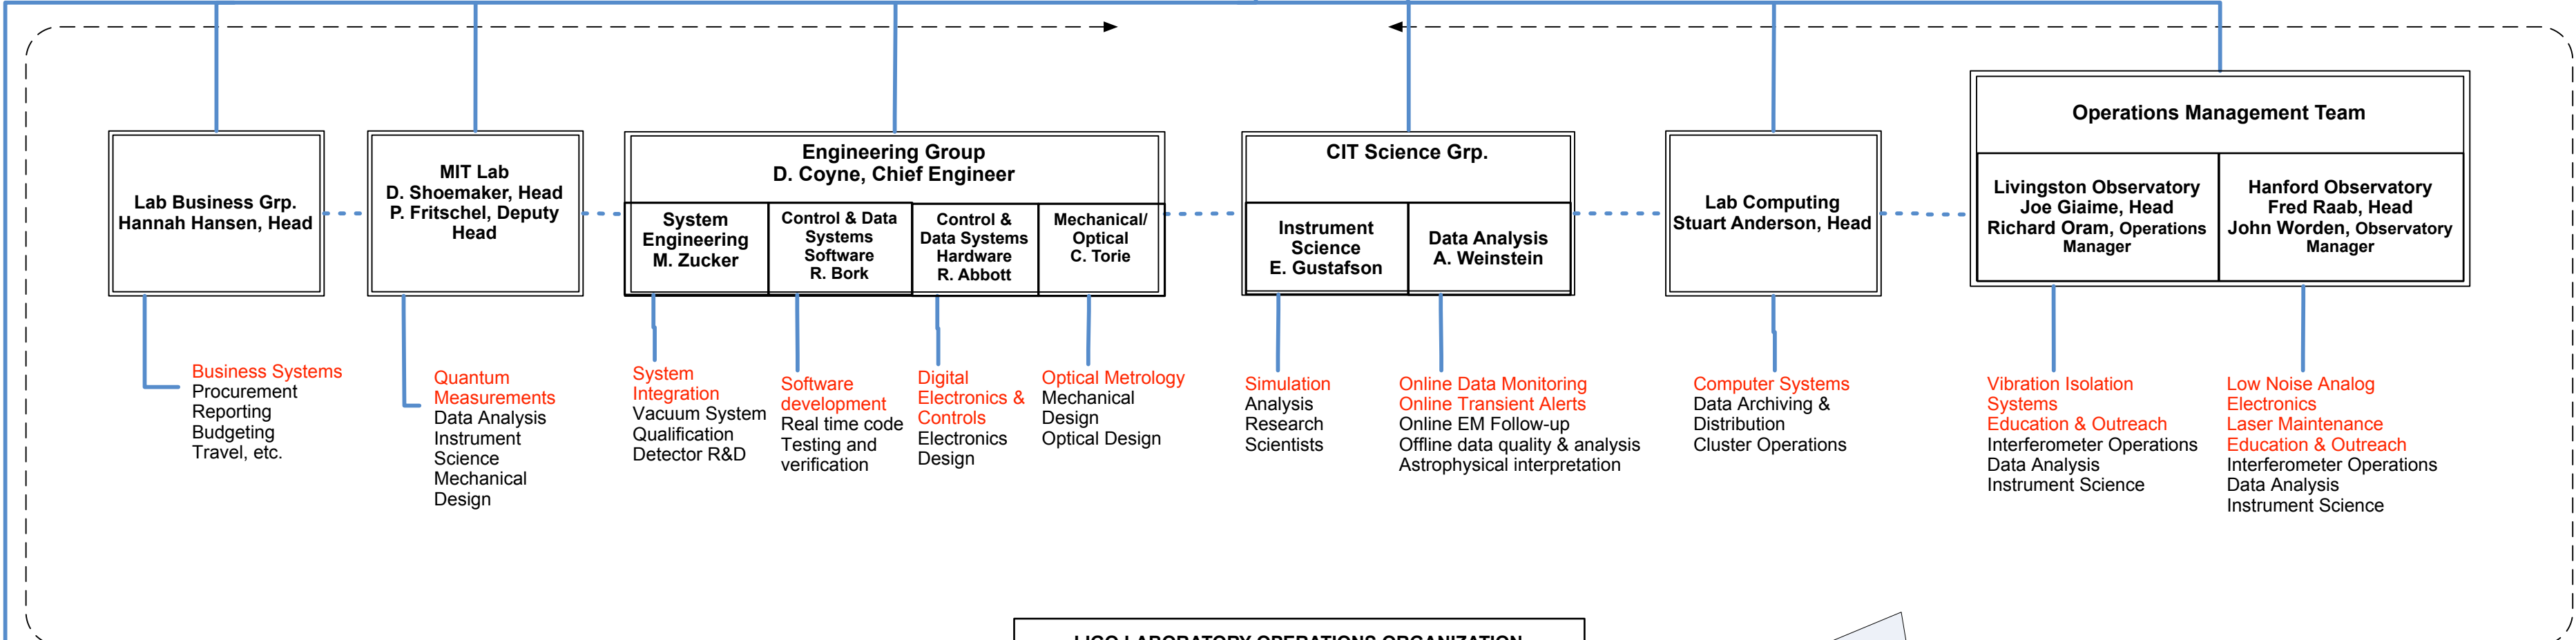 Lab Business Grp.
Hannah Hansen, Head
MIT Lab
D. Shoemaker, Head
P. Fritschel, Deputy
Head
Engineering Group
D. Coyne, Chief Engineer
System
Engineering
M. Zucker
Control & Data
Systems
Software
R. Bork
Control &
Data Systems
Hardware
R. Abbott
Mechanical/
Optical
C. Torie
CIT Science Grp.
Instrument
Science
E. Gustafson
Data Analysis
A. Weinstein
Lab Computing
Stuart Anderson, Head
Operations Management Team
Livingston Observatory
Joe Giaime, Head
Richard Oram, Operations
Manager
Hanford Observatory
Fred Raab, Head
John Worden, Observatory
Manager
Business Systems
Procurement
Reporting
Budgeting
Travel, etc.
Quantum
Measurements
Data Analysis
Instrument
Science
Mechanical
Design
System
Integration
Vacuum System
Qualification
Detector R&D
Software
development
Real time code
Testing and
verification
Digital
Electronics &
Controls
Electronics
Design
Optical Metrology
Mechanical
Design
Optical Design
Simulation
Analysis
Research
Scientists
Online Data Monitoring
Online Transient Alerts
Online EM Follow-up
Offline data quality & analysis
Astrophysical interpretation
Computer Systems
Data Archiving &
Distribution
Cluster Operations
Vibration Isolation
Systems
Education & Outreach
Interferometer Operations
Data Analysis
Instrument Science
Low Noise Analog
Electronics
Laser Maintenance
Education & Outreach
Interferometer Operations
Data Analysis
Instrument Science
LIGO LABORATORY OPERATIONS ORGANIZATION